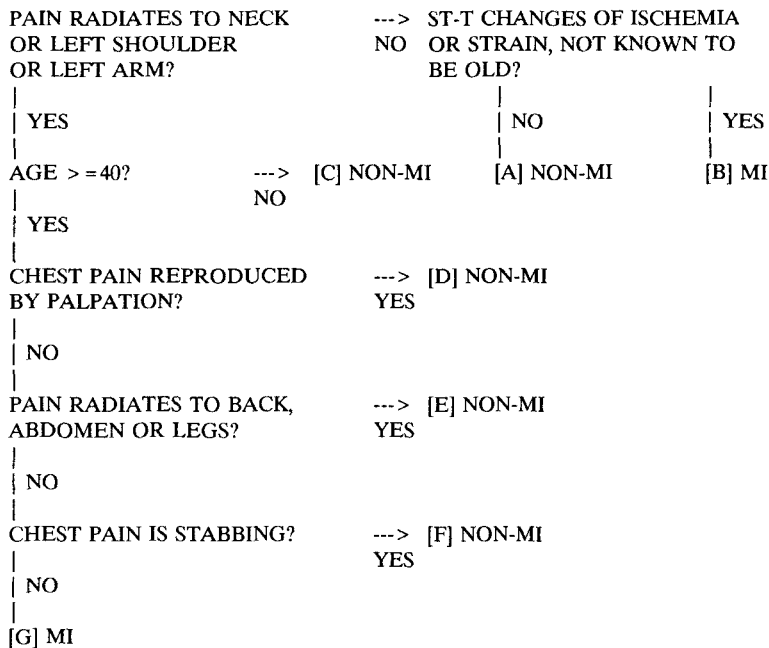 PAIN RADIATES TO NECK ---> ST-T CHANGES OF ISCHEMIA
OR LEFT SHOULDER NO OR STRAIN, NOT KNOWN TO
OR LEFT ARM? BE OLD?
YES NO YES
AGE > =40? ---> [C] NON-MI [A] NON-MI [B] MI
NO
YES
CHEST PAIN REPRODUCED ---> [D] NON-MI
BY PALPATION? YES
NO
PAIN RADIATES TO BACK, ---> [E] NON-MI
ABDOMEN OR LEGS? YES
NO
CHEST PAIN IS STABBING? ---> [F] NON-MI
YES
NO
[G] MI